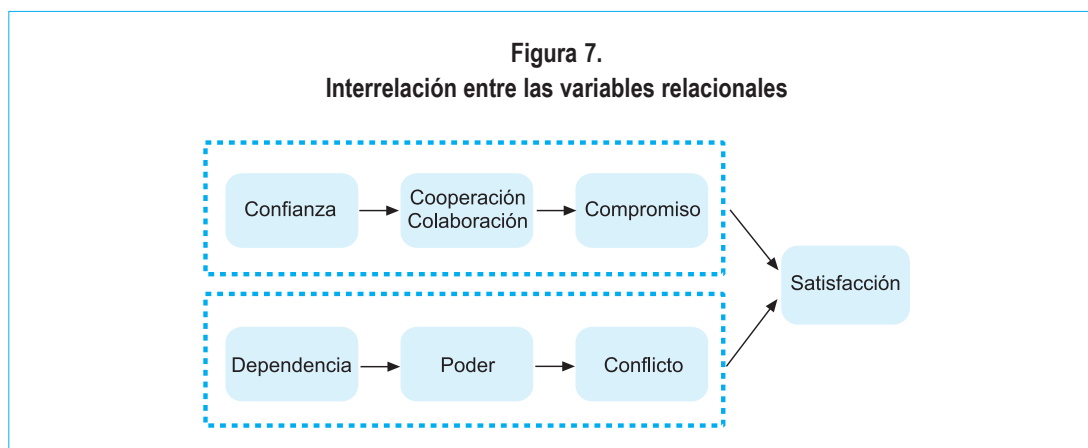 Figura 7.
Interrelación entre las variables relacionales
Confianza
Cooperación
Colaboración
Compromiso
Satisfacción
Dependencia
Poder
Conflicto